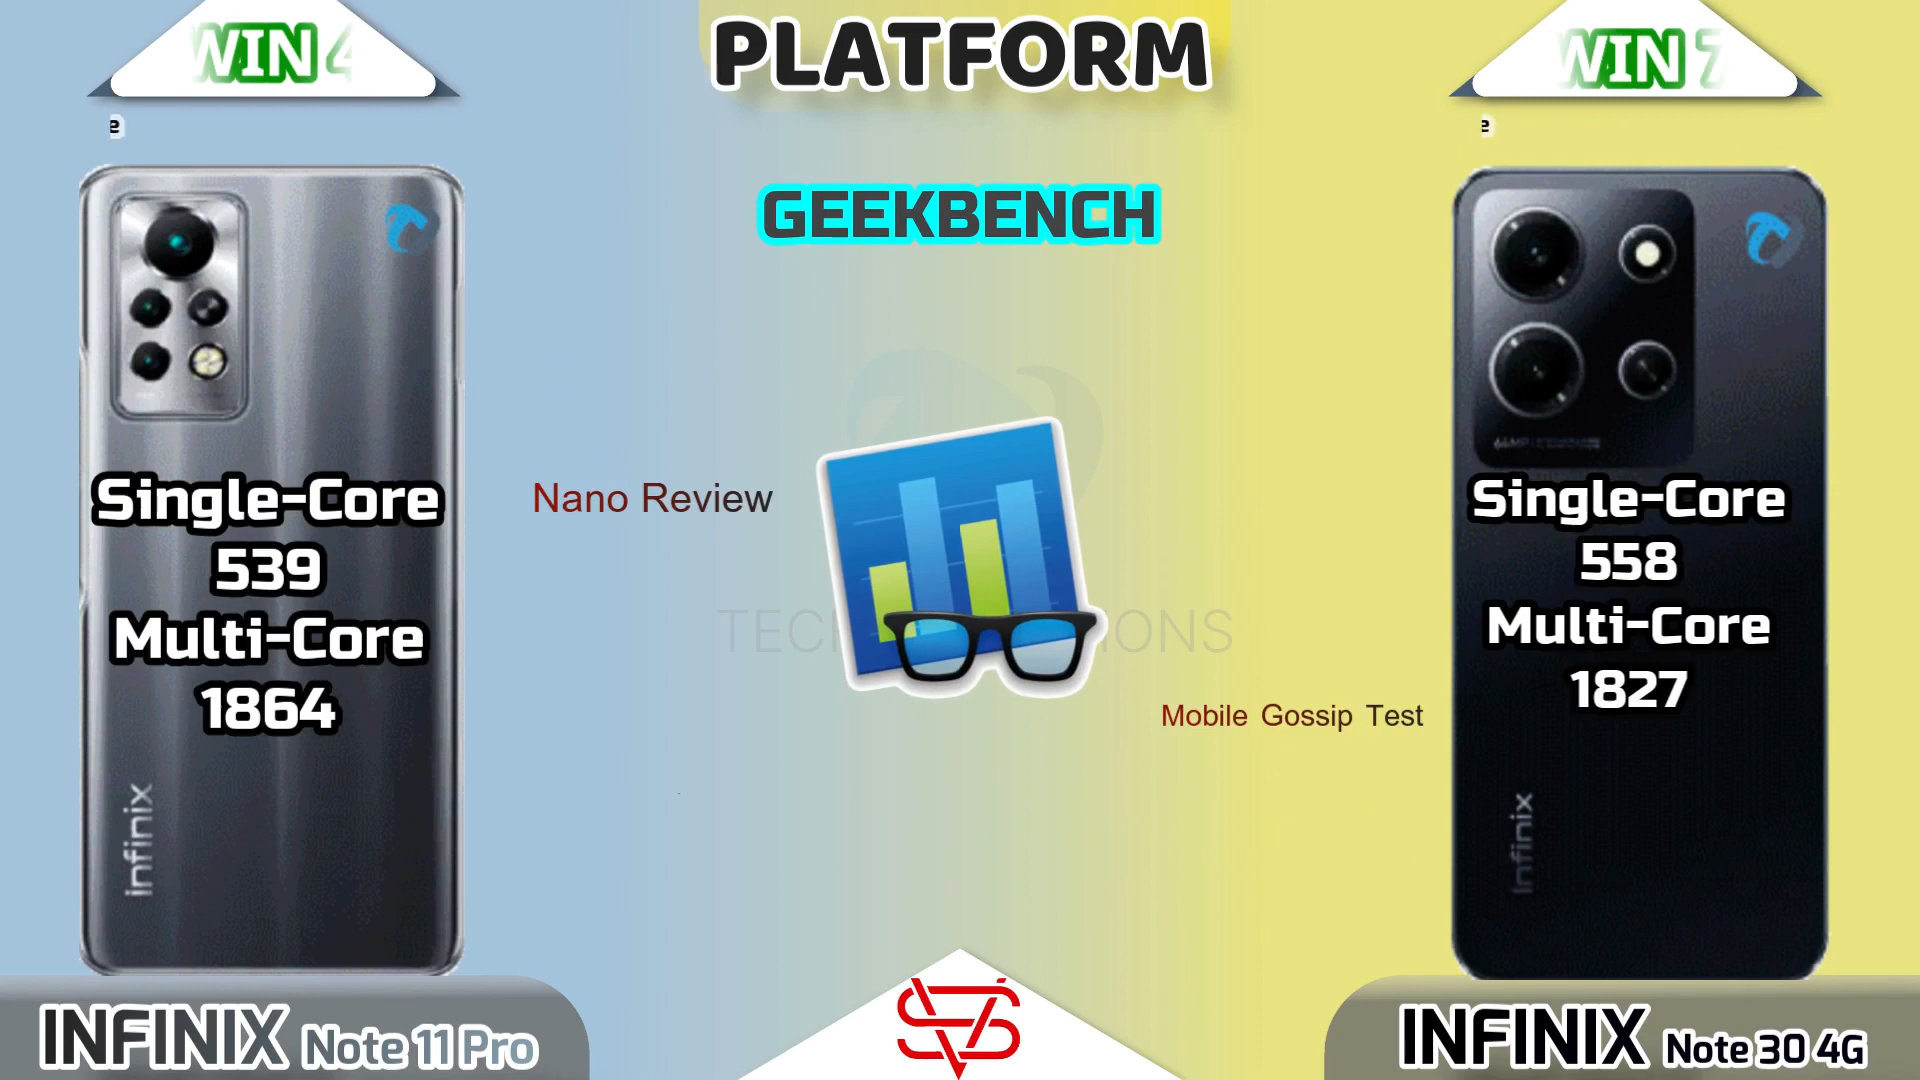 WIN 4
PLATFORM
WIN 7
e
e
GEEKBENCH
Single-Core
539
Multi-Core
1864
Nano Review
Single-Core
558
Multi-Core
1827
Mobile Gossip Test
infinix
Infinix
INFINIX Note 11 Pro
VS
INFINIX Note 30 4G